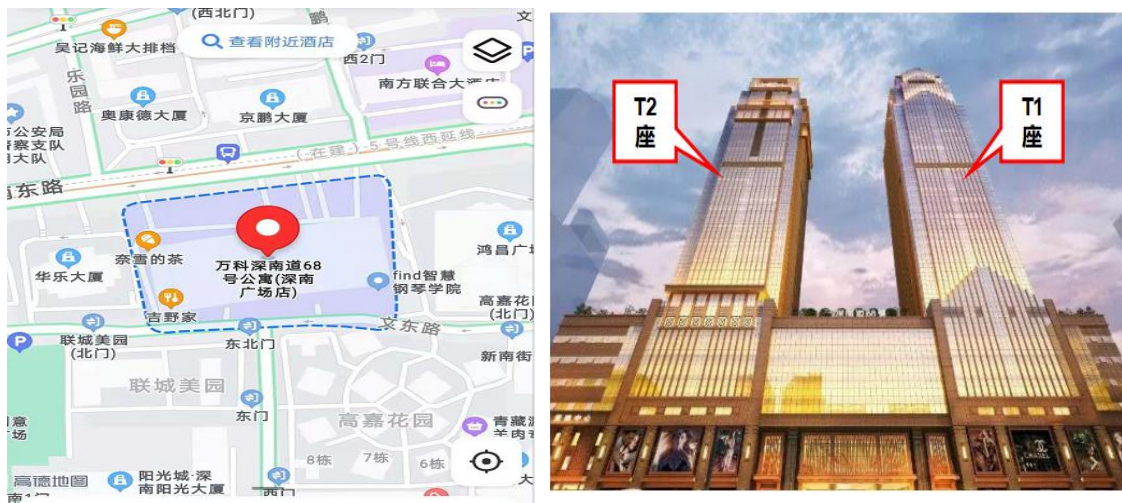 (西北门)
文
吴记海鲜大排档
鹏
查看附近酒店
西2门
P
南方联合大酒店
乐
园
路
奥康德大厦
京鹏大厦
市公安局
警察支队
大队
(在建)5号线西延线
南东路
奈雪的茶
华乐大厦
万科深南道68
号公寓(深南
广场店)
鸿昌广场
find智慧
钢琴学院
吉野家
高嘉花园
(北门)
文东路
P
联城美园
(北门)
东北门
新南街
联城美园
东门
高嘉花园
青藏
羊肉
广场
8栋
7栋
6栋
高德地图
阳光城·深
南阳光大厦
西门
大
南1门
T2
座
T1
座
CHANEL